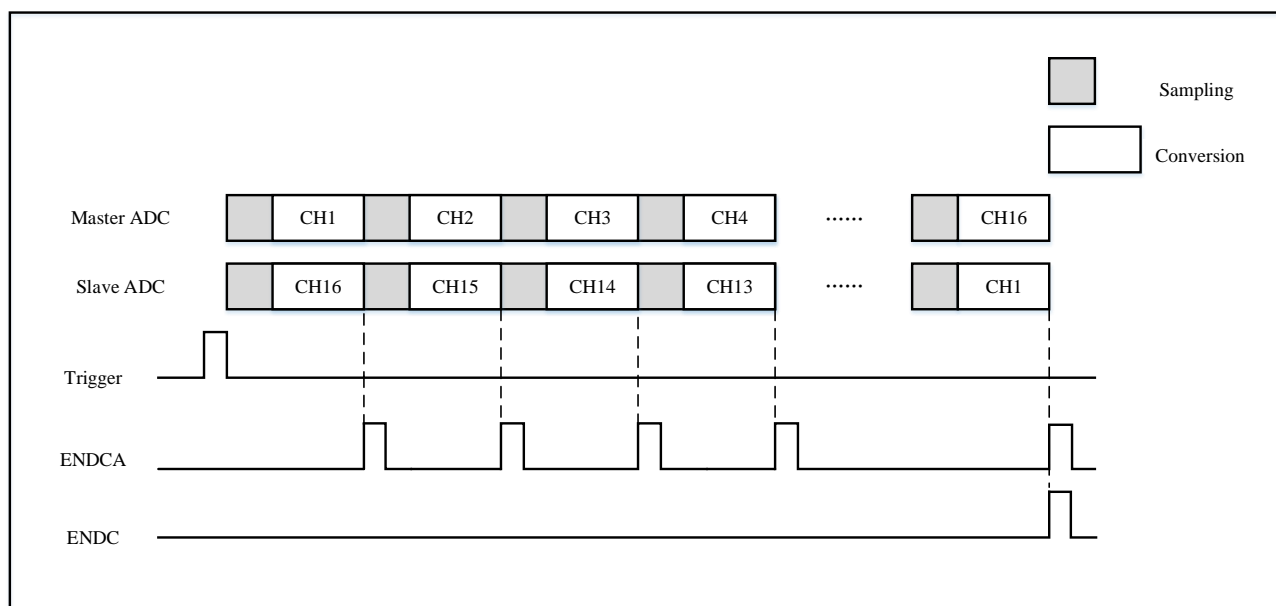 Sampling
Conversion
Master ADC CH1 CH2 CH3 CH4 ...... CH16
Slave ADC CH16 CH15 CH14 CH13 ...... CH1
Trigger
ENDCA
ENDC